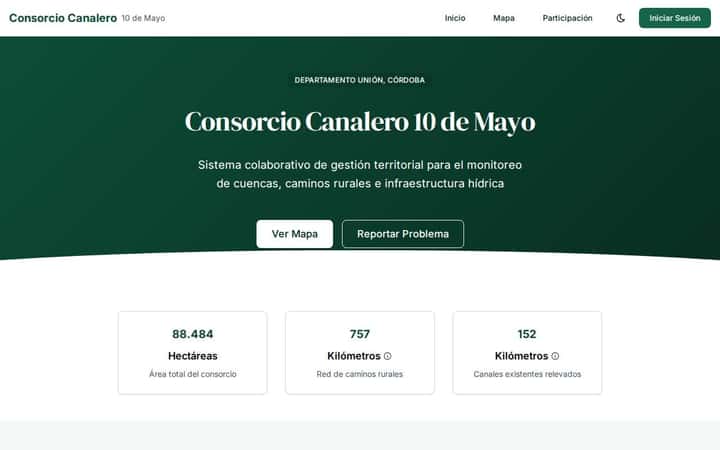 Consorcio Canalero 10 de Mayo
Inicio
Mapa
Participación
Iniciar Sesión
DEPARTAMENTO UNIÓN, CÓRDOBA
Consorcio Canalero 10 de Mayo
Sistema colaborativo de gestión territorial para el monitoreo
de cuencas, caminos rurales e infraestructura hídrica
Ver Mapa
Reportar Problema
88.484
Hectáreas
Área total del consorcio
757
Kilómetros
Red de caminos rurales
152
Kilómetros
Canales existentes relevados